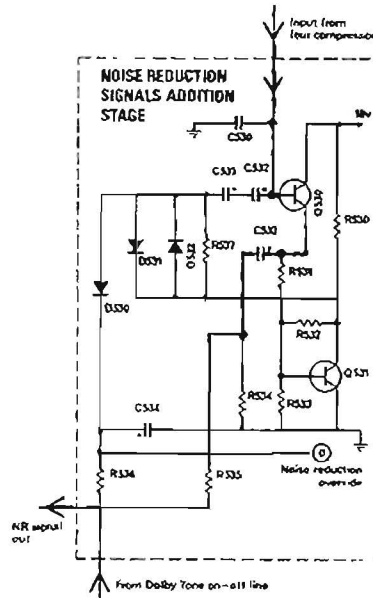 Input from
four compressors
NOISE REDUCTION
SIGNALS ADDITION
STAGE
C530
C531
C532
Q530
R530
D531
D532
R537
C533
R531
D530
R532
Q531
C534
R534
R533
Noise reduction
override
R535
NR signal
out
From Dolby Tone on-off line